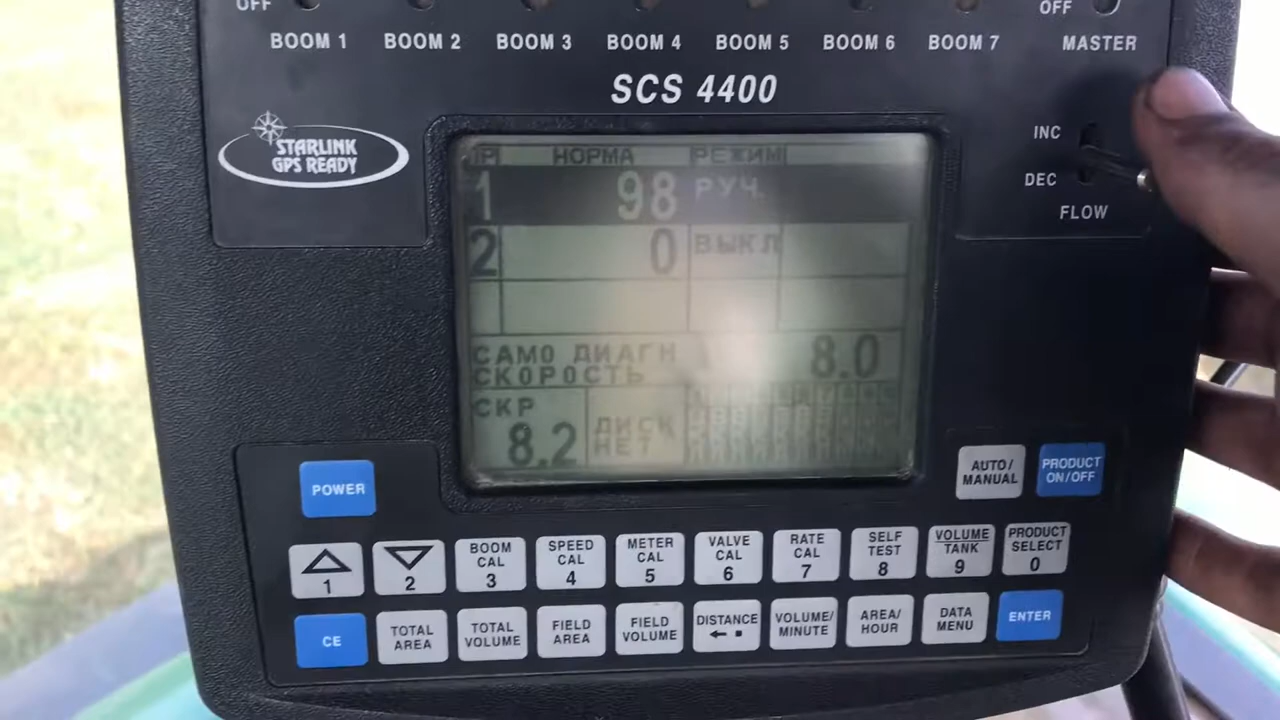 OFF OFF
BOOM 1 BOOM 2 BOOM 3 BOOM 4 BOOM 5 BOOM 6 BOOM 7 MASTER
SCS 4400
STARLINK
GPS READY
INC
DEC
FLOW
ПР НОРМА РЕЖИМ
1 98 РУЧ.
2 0 ВЫКЛ
САМО ДИАГН 8.0
СКОРОСТЬ
СКР
8.2
ДИСК
НЕТ
POWER
AUTO/
MANUAL
PRODUCT
ON/OFF
1
2
BOOM
CAL
3
SPEED
CAL
4
METER
CAL
5
VALVE
CAL
6
RATE
CAL
7
SELF
TEST
8
VOLUME
TANK
9
PRODUCT
SELECT
0
CE
TOTAL
AREA
TOTAL
VOLUME
FIELD
AREA
FIELD
VOLUME
DISTANCE
VOLUME/
MINUTE
AREA/
HOUR
DATA
MENU
ENTER